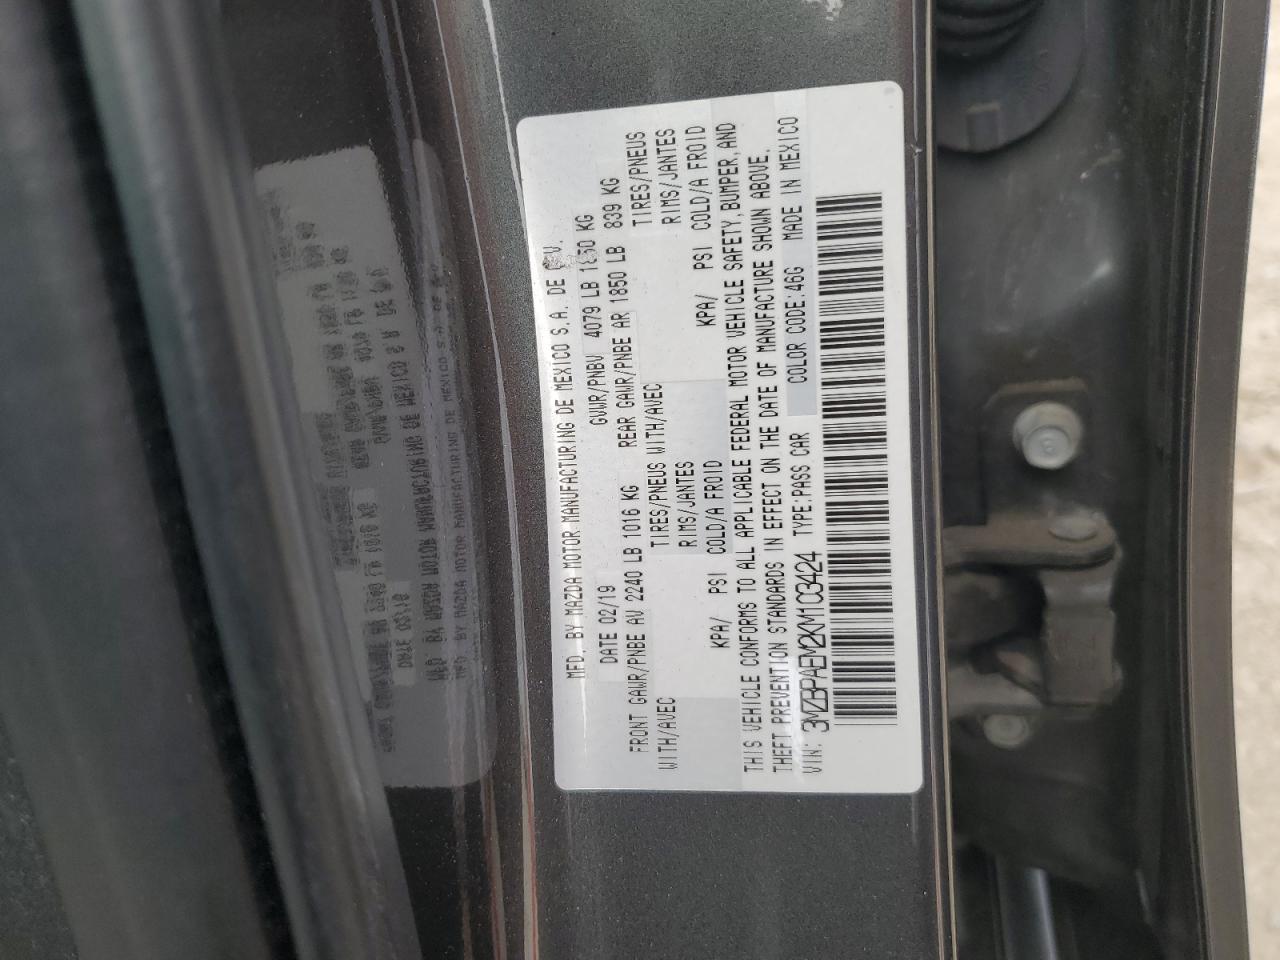 MFD. BY MAZDA MOTOR MANUFACTURING DE MEXICO S.A. DE C.V.
DATE 02/19 GVWR/PNBV 4079 LB 1850 KG
FRONT GAWR/PNBE AV 2240 LB 1016 KG REAR GAWR/PNBE AR 1850 LB 839 KG
WITH/AVEC TIRES/PNEUS WITH/AVEC TIRES/PNEUS
RIMS/JANTES RIMS/JANTES
KPA/ PSI COLD/A FROID KPA/ PSI COLD/A FROID
THIS VEHICLE CONFORMS TO ALL APPLICABLE FEDERAL MOTOR VEHICLE SAFETY, BUMPER, AND
THEFT PREVENTION STANDARDS IN EFFECT ON THE DATE OF MANUFACTURE SHOWN ABOVE.
VIN: 3MZBPAEM2KM103424 TYPE:PASS CAR COLOR CODE:46G MADE IN MEXICO